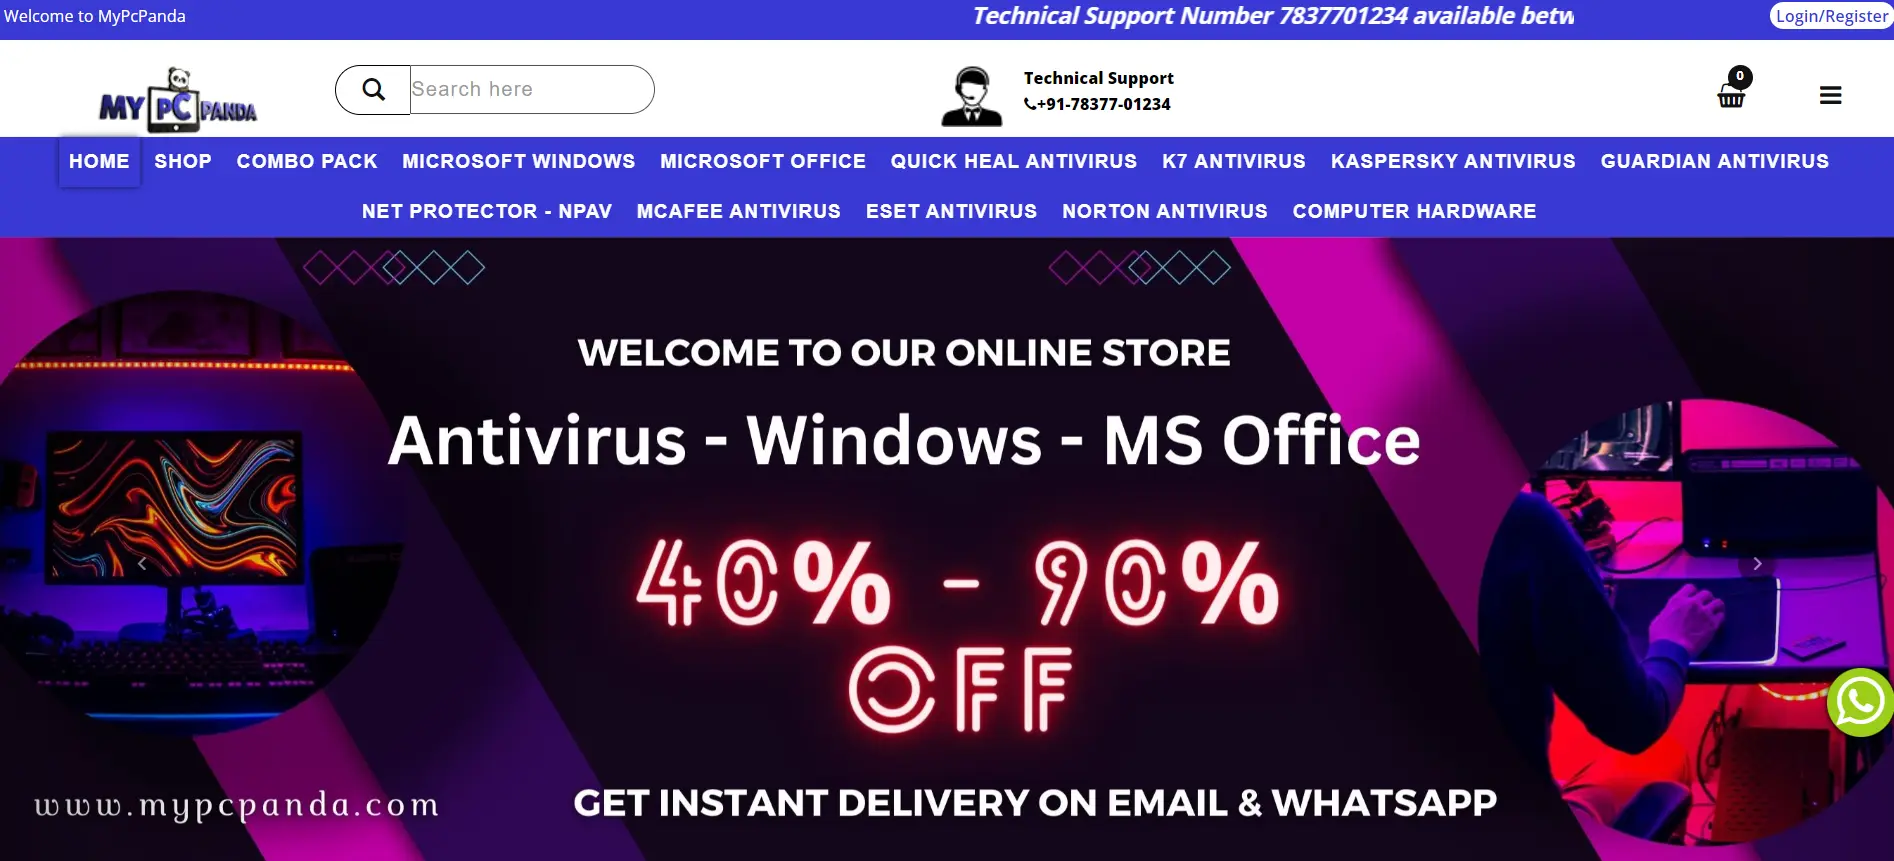 Welcome to MyPcPanda
Technical Support Number 7837701234 available betw
Login/Register
MY PC PANDA
Search here
Technical Support
+91-78377-01234
0
HOME SHOP COMBO PACK MICROSOFT WINDOWS MICROSOFT OFFICE QUICK HEAL ANTIVIRUS K7 ANTIVIRUS KASPERSKY ANTIVIRUS GUARDIAN ANTIVIRUS
NET PROTECTOR - NPAV MCAFEE ANTIVIRUS ESET ANTIVIRUS NORTON ANTIVIRUS COMPUTER HARDWARE
WELCOME TO OUR ONLINE STORE
Antivirus - Windows - MS Office
40% - 90%
OFF
www.mypcpanda.com
GET INSTANT DELIVERY ON EMAIL & WHATSAPP